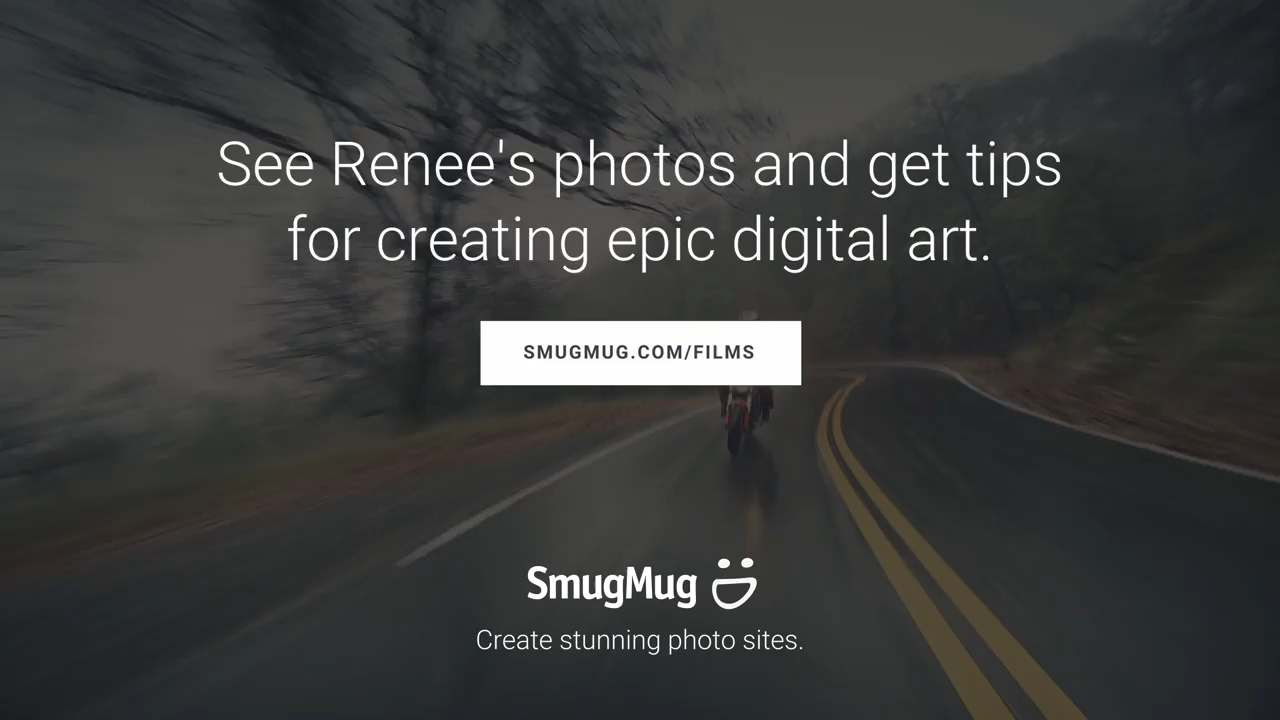 See Renee's photos and get tips
for creating epic digital art.
SMUGMUG.COM/FILMS
SmugMug
Create stunning photo sites.